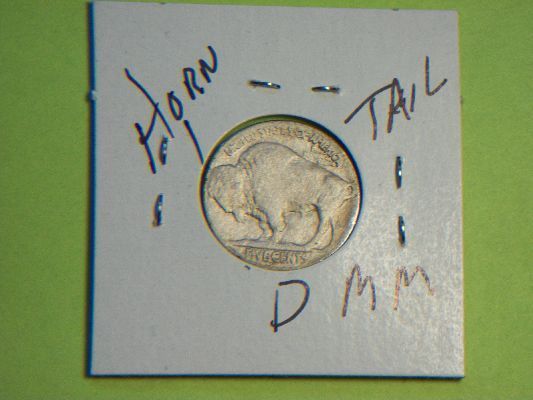 HORN
TAIL
FIVE CENTS
D MM